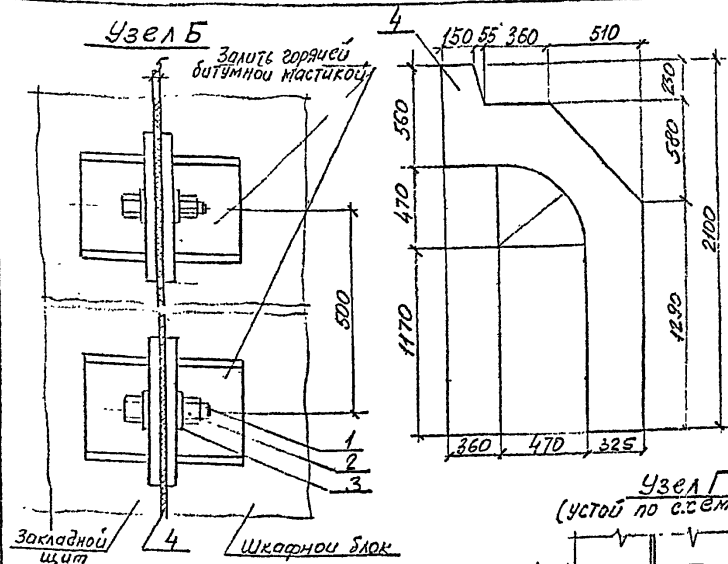 Узел Б
5
Залить горячей
битумной мастикой
500
1
2
3
Закладной
щит
4
Шкафной блок
4
150 55 360 510
560
470
1170
230
580
1290
2100
360 470 325
Узел Г
(устой по схем